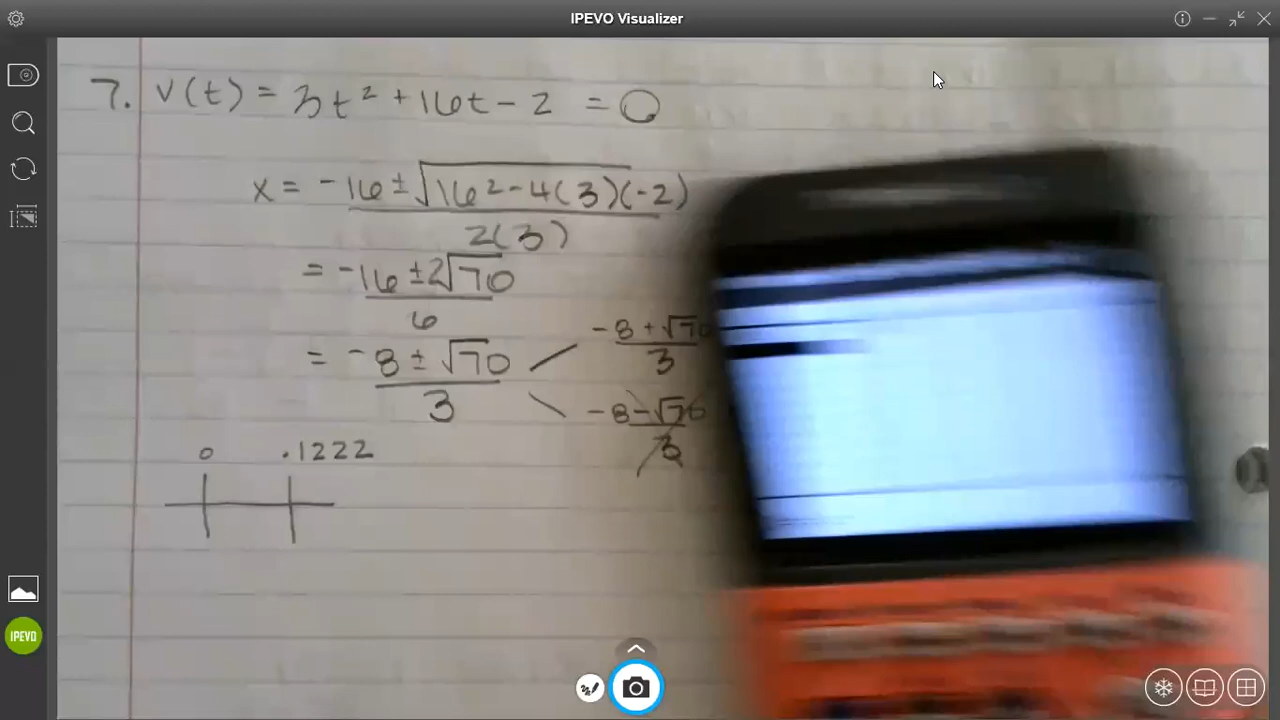 IPEVO Visualizer
7. v(t) = 3t² + 16t - 2 = 0
x = -16 ± √16² - 4(3)(-2)
2(3)
= -16 ± 2√70
6
= -8 ± √70
3
-8 + √70
3
-8 - √70
3
0 .1222
IPEVO